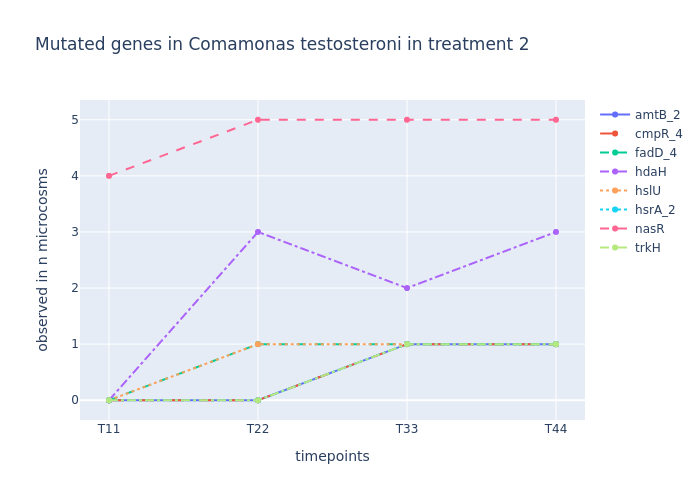 Mutated genes in Comamonas testosteroni in treatment 2
observed in n microcosms
5
4
3
2
1
0
T11
T22
T33
T44
timepoints
amtB_2
cmpR_4
fadD_4
hdaH
hslU
hsrA_2
nasR
trkH